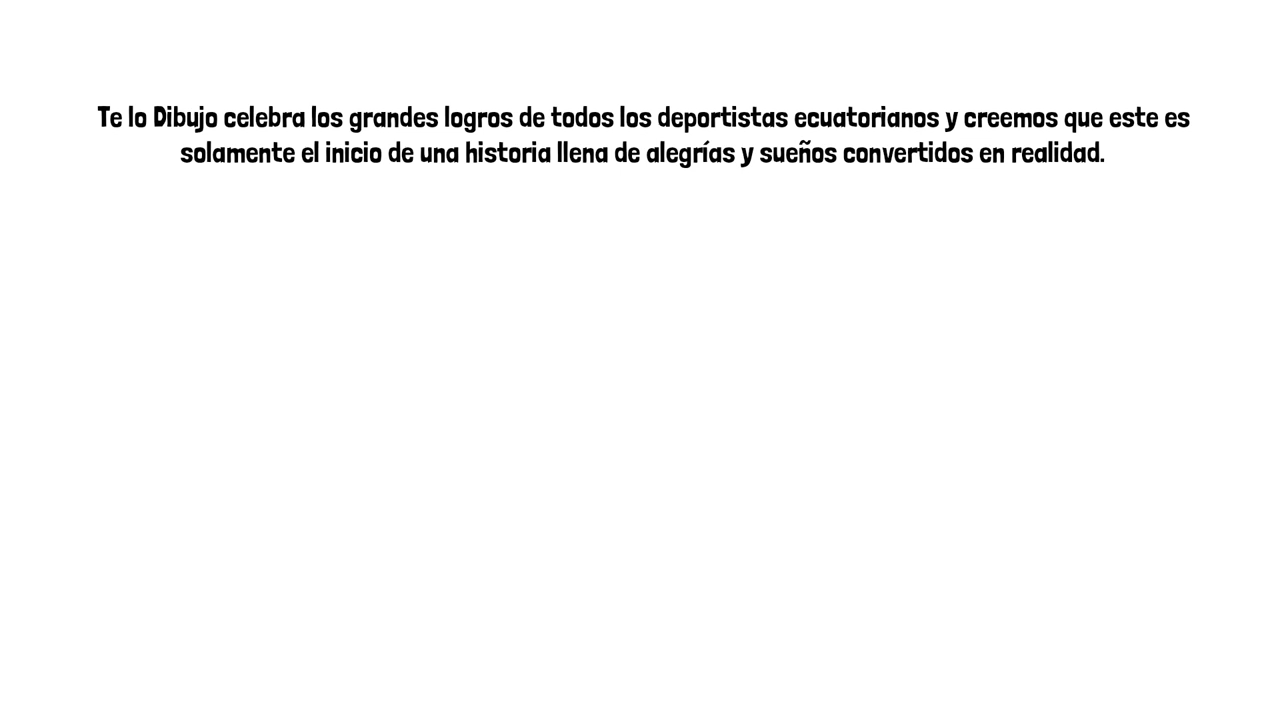 Te lo Dibujo celebra los grandes logros de todos los deportistas ecuatorianos y creemos que este es
solamente el inicio de una historia llena de alegrías y sueños convertidos en realidad.